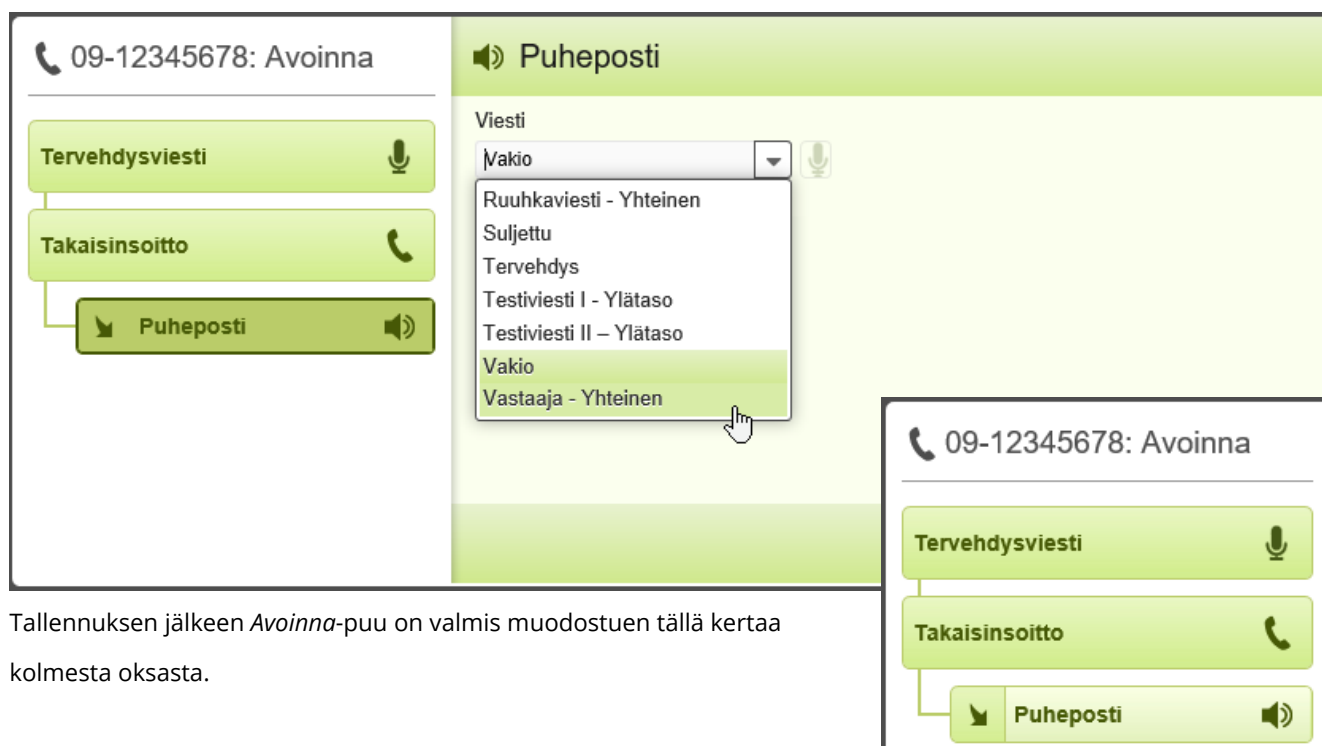 09-12345678: Avoinna
Tervehdysviesti
Takaisinsoitto
Puheposti
Puheposti
Viesti
Vakio
Ruuhkaviesti - Yhteinen
Suljettu
Tervehdys
Testiviesti I - Ylätaso
Testiviesti II – Ylätaso
Vakio
Vastaaja - Yhteinen
Tallennuksen jälkeen Avoinna-puu on valmis muodostuen tällä kertaa
kolmesta oksasta.
09-12345678: Avoinna
Tervehdysviesti
Takaisinsoitto
Puheposti